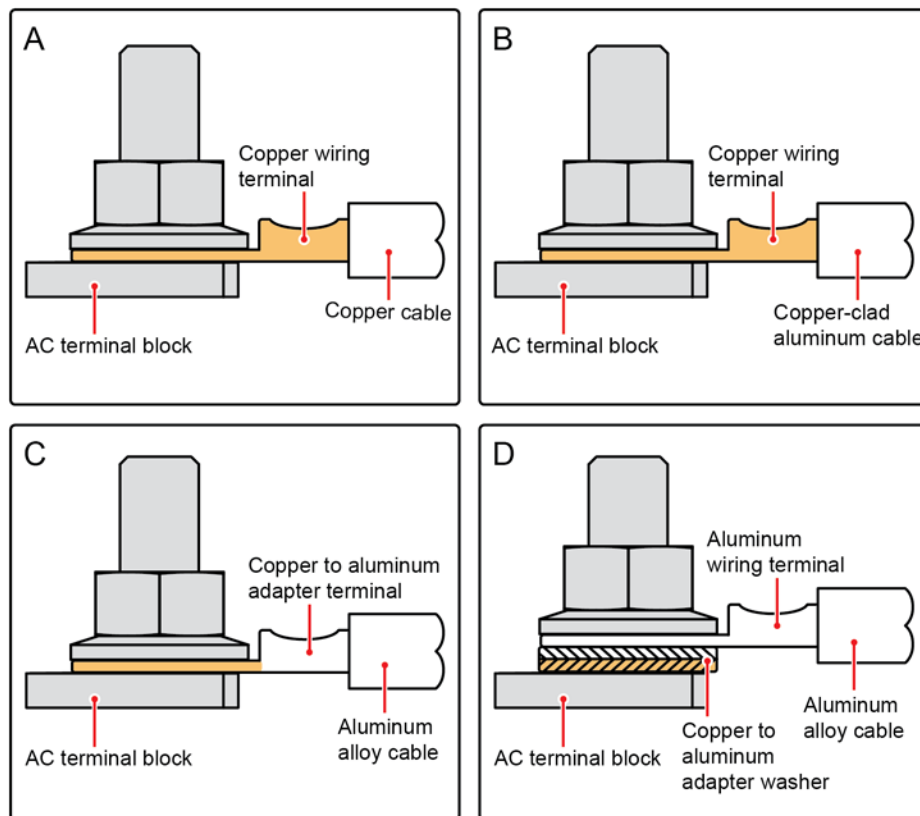 A
Copper wiring
terminal
Copper cable
AC terminal block
B
Copper wiring
terminal
Copper-clad
aluminum cable
AC terminal block
C
Copper to aluminum
adapter terminal
Aluminum
alloy cable
AC terminal block
D
Aluminum
wiring terminal
Aluminum
alloy cable
Copper to
aluminum
adapter washer
AC terminal block